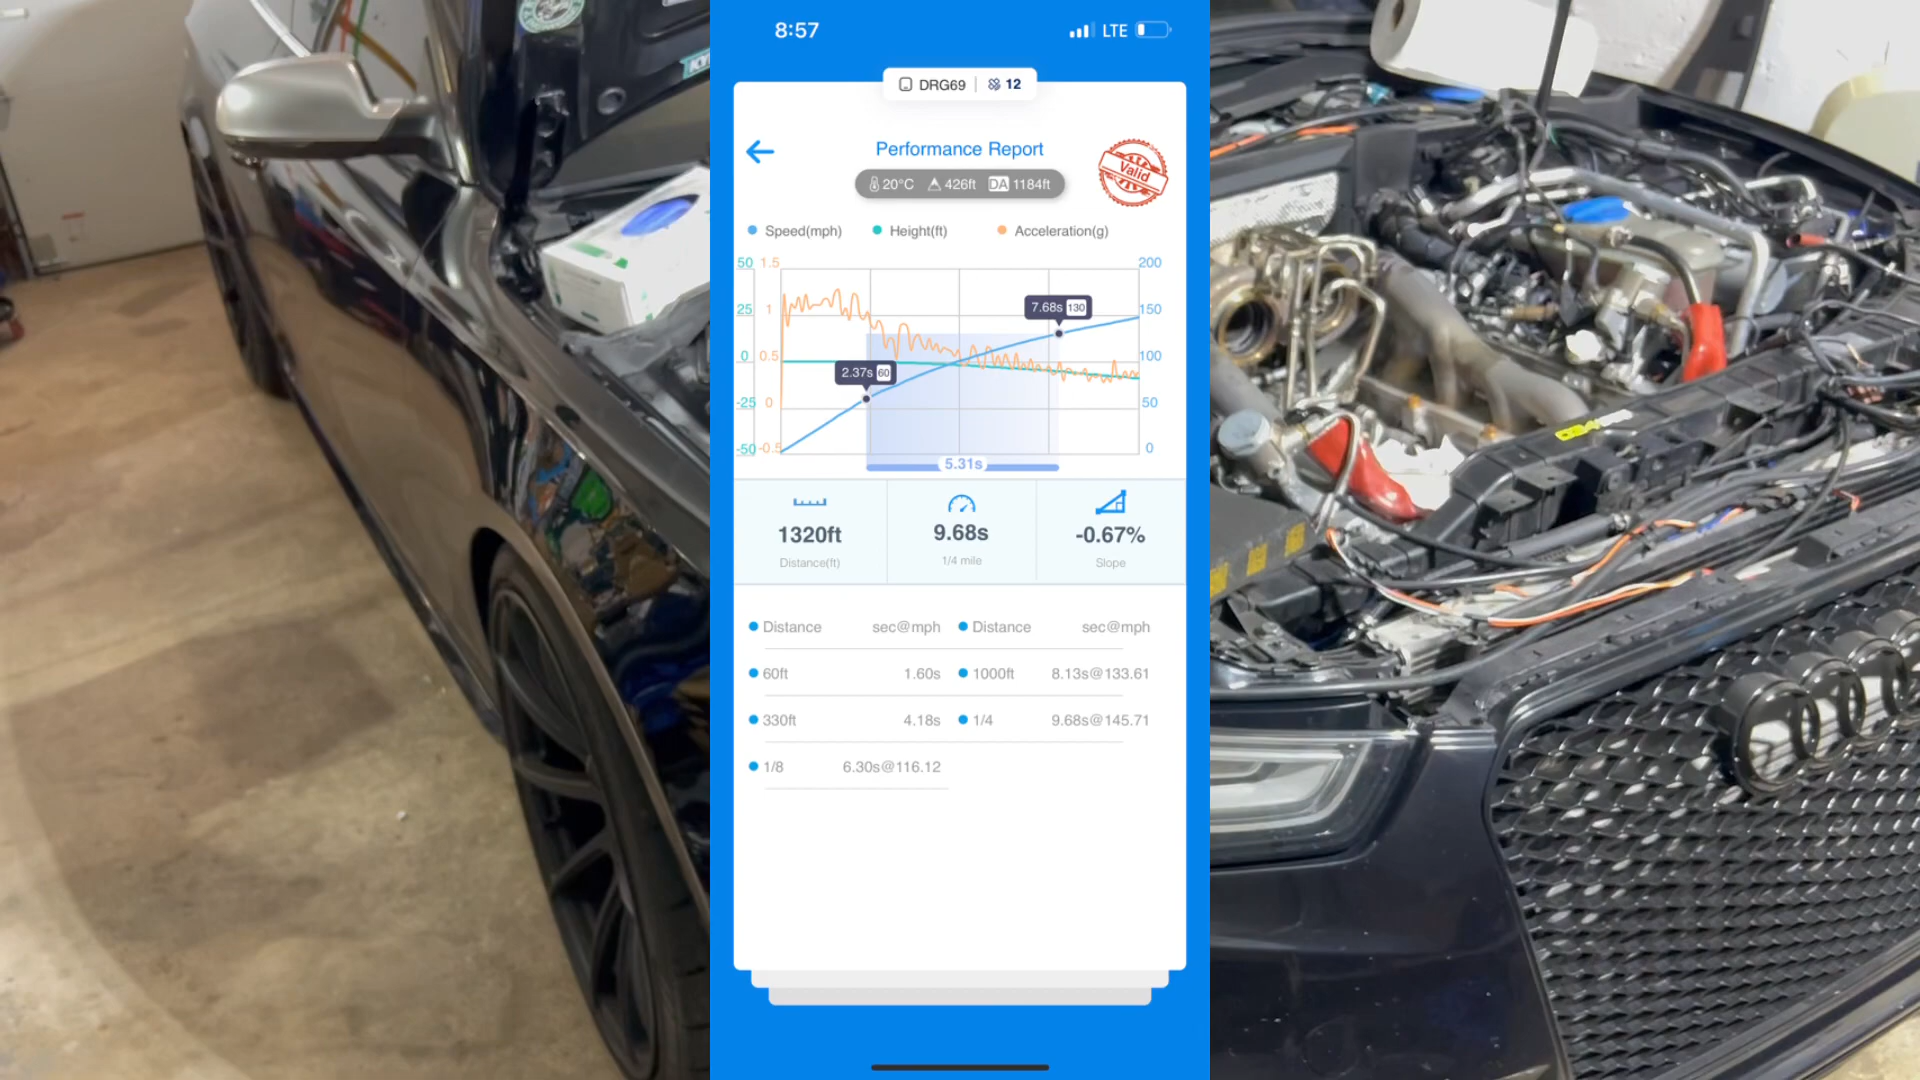 8:57
LTE
DRG69 12
Performance Report
20°C 426ft DA 1184ft
Valid
Speed(mph) Height(ft) Acceleration(g)
50 1.5 200
25 1 150
0 0.5 100
-25 0 50
-50 -0.5 0
7.68s 130
2.37s 60
5.31s
1320ft 9.68s -0.67%
Distance(ft) 1/4 mile Slope
Distance sec@mph Distance sec@mph
60ft 1.60s 1000ft 8.13s@133.61
330ft 4.18s 1/4 9.68s@145.71
1/8 6.30s@116.12